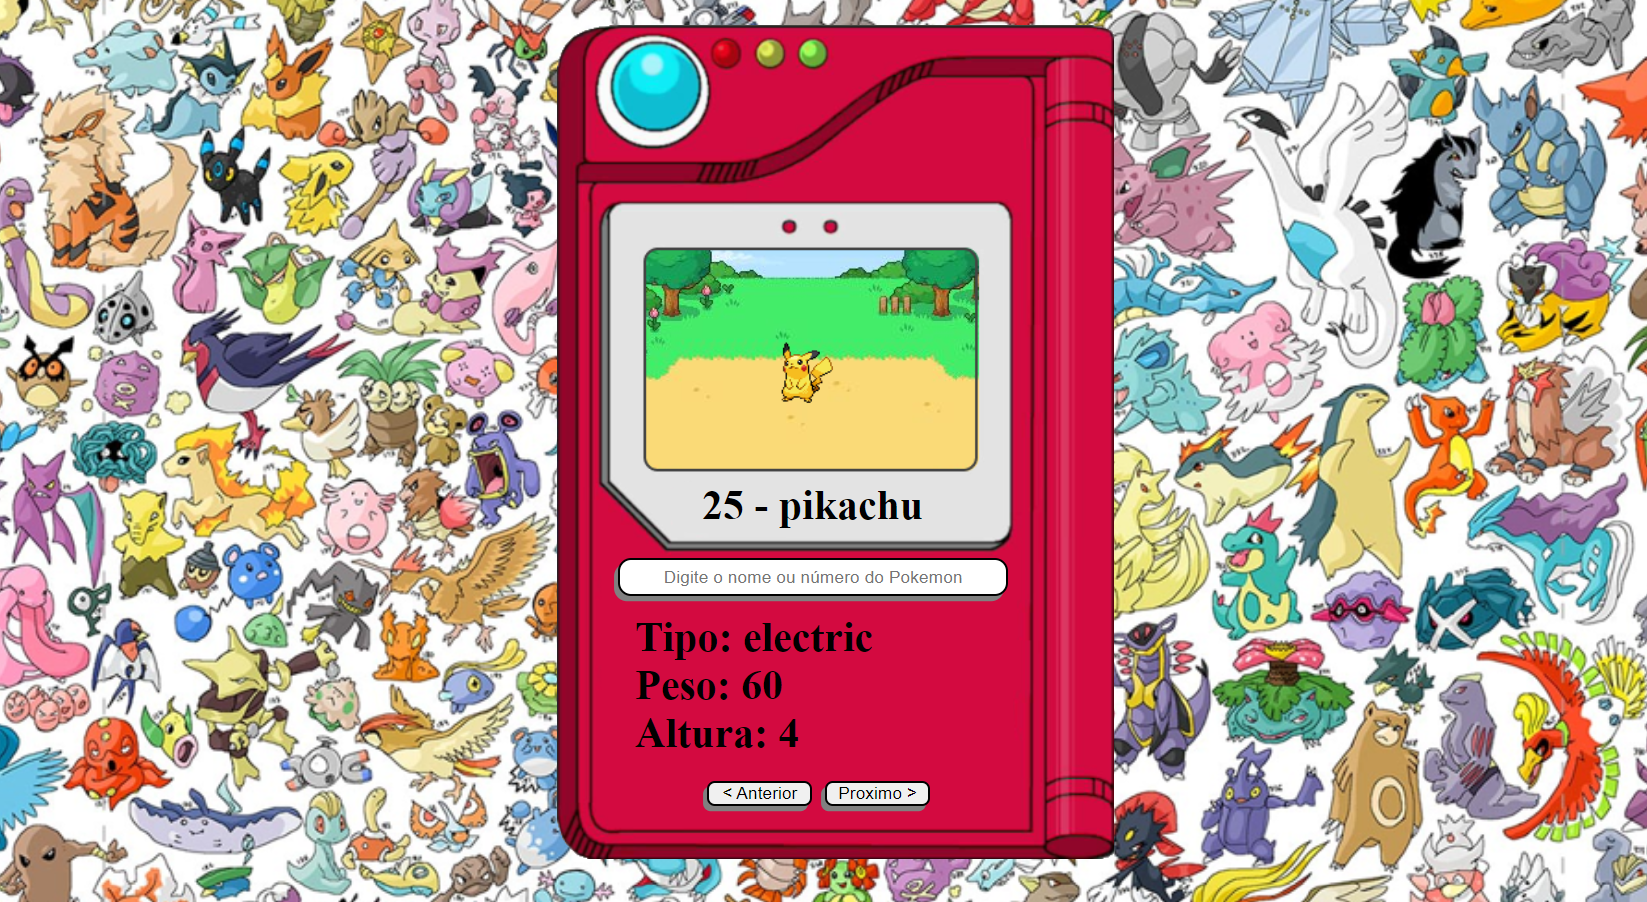 25 - pikachu
Digite o nome ou número do Pokemon
Tipo: electric
Peso: 60
Altura: 4
< Anterior
Proximo >